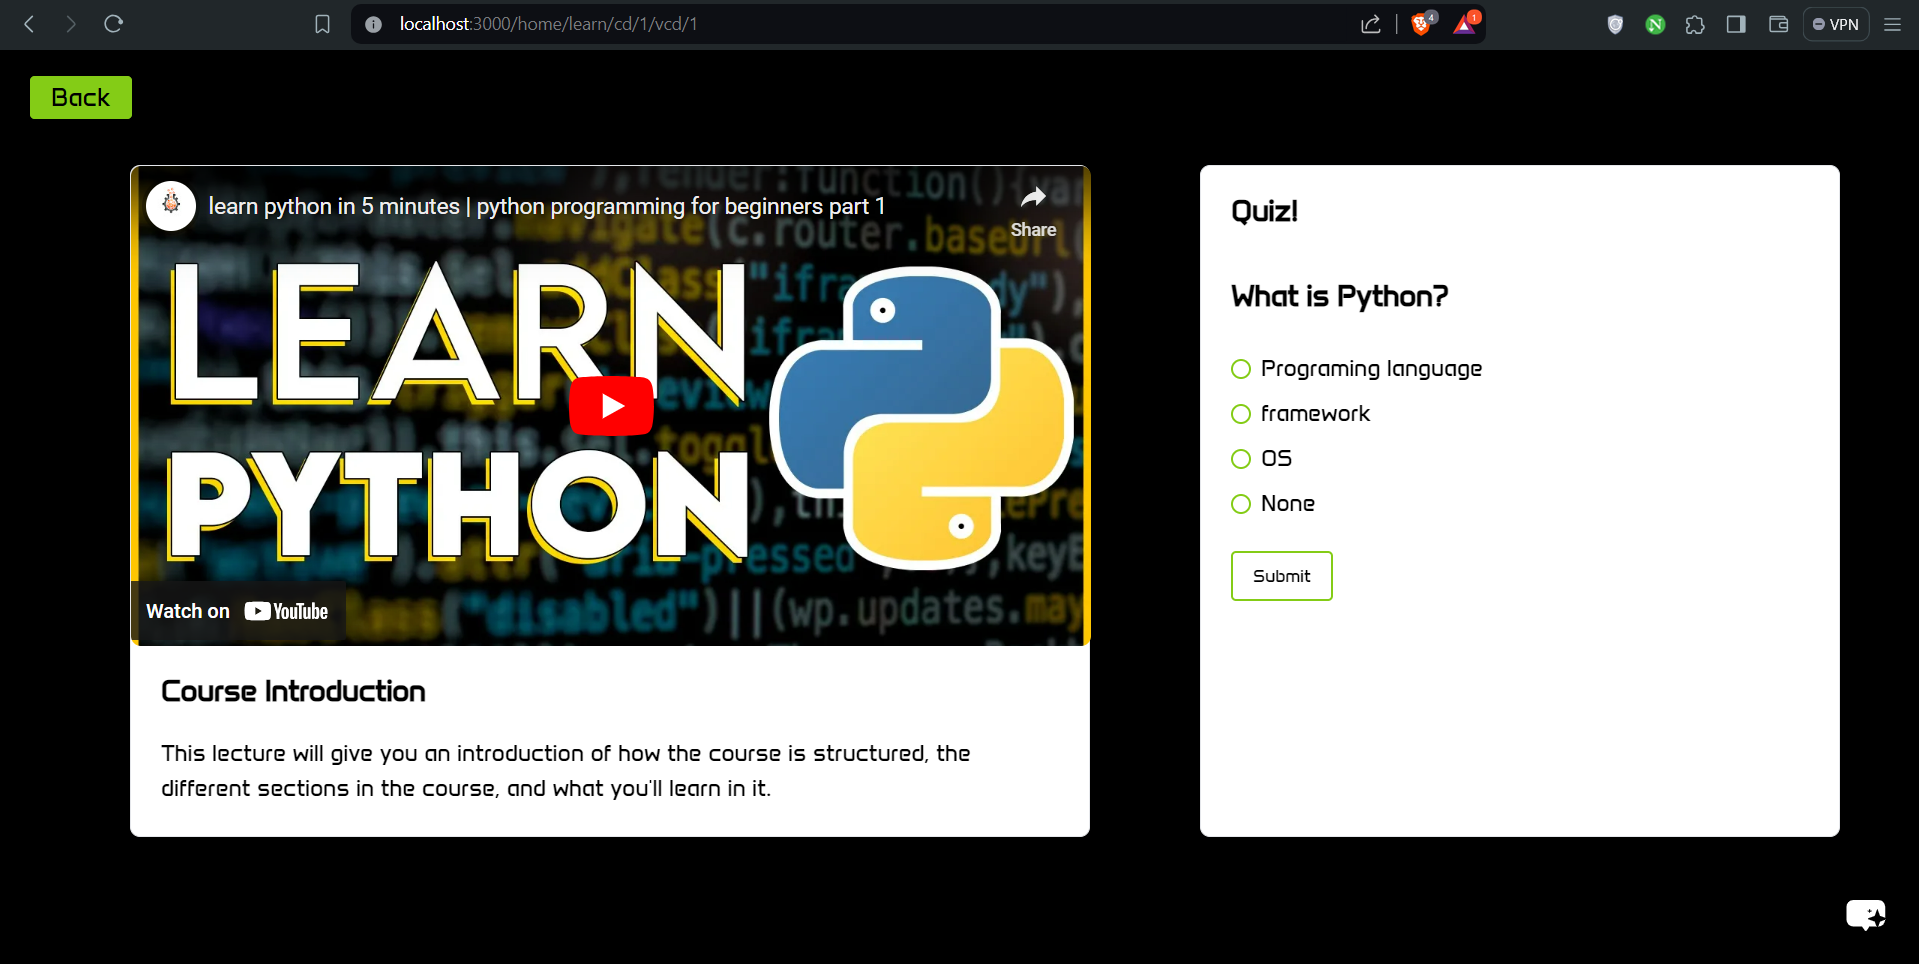 localhost:3000/home/learn/cd/1/vcd/1
4
1
VPN
Back
learn python in 5 minutes | python programming for beginners part 1
Share
LEARN
PYTHON
Watch on YouTube
Course Introduction
This lecture will give you an introduction of how the course is structured, the
different sections in the course, and what you'll learn in it.
Quiz!
What is Python?
Programing language
framework
OS
None
Submit